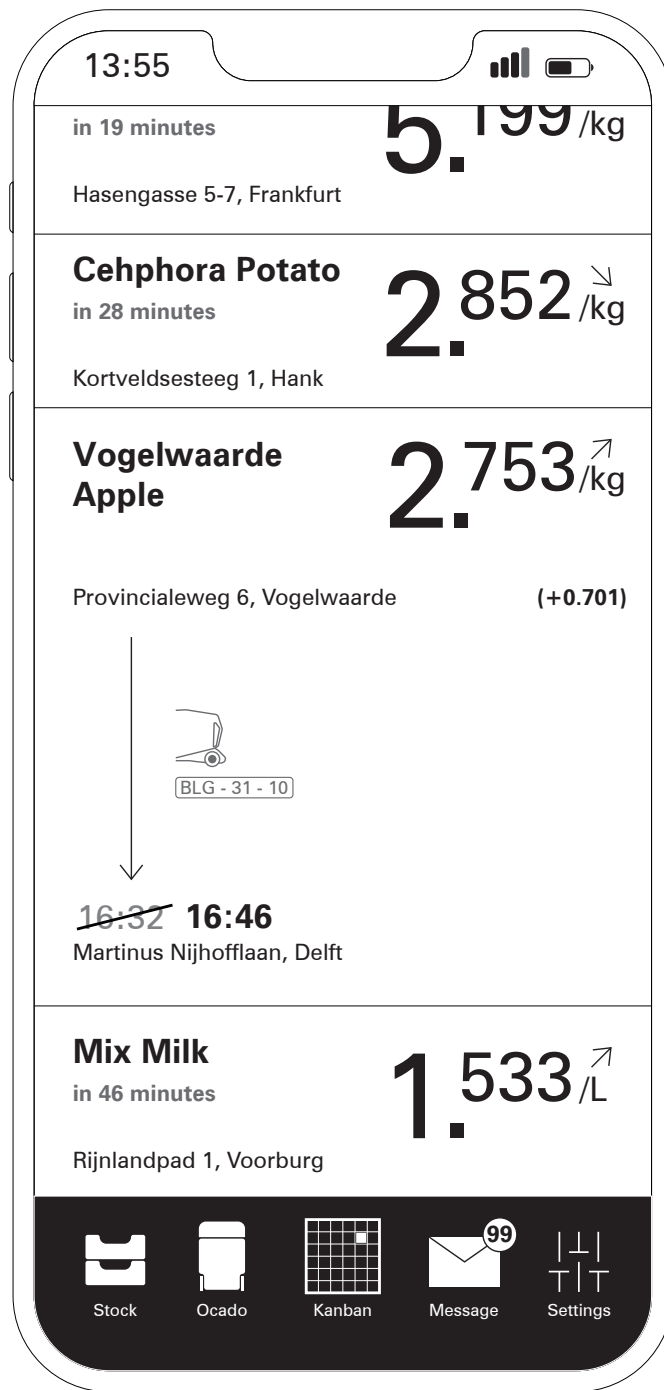 13:55
in 19 minutes
5.199/kg
Hasengasse 5-7, Frankfurt
Cehphora Potato
2.852/kg
in 28 minutes
Kortveldsesteeg 1, Hank
Vogelwaarde
Apple
2.753/kg
Provincialeweg 6, Vogelwaarde
(+0.701)
BLG - 31 - 10
16:32 16:46
Martinus Nijhofflaan, Delft
Mix Milk
1.533/L
in 46 minutes
Rijnlandpad 1, Voorburg
99
Stock
Ocado
Kanban
Message
Settings